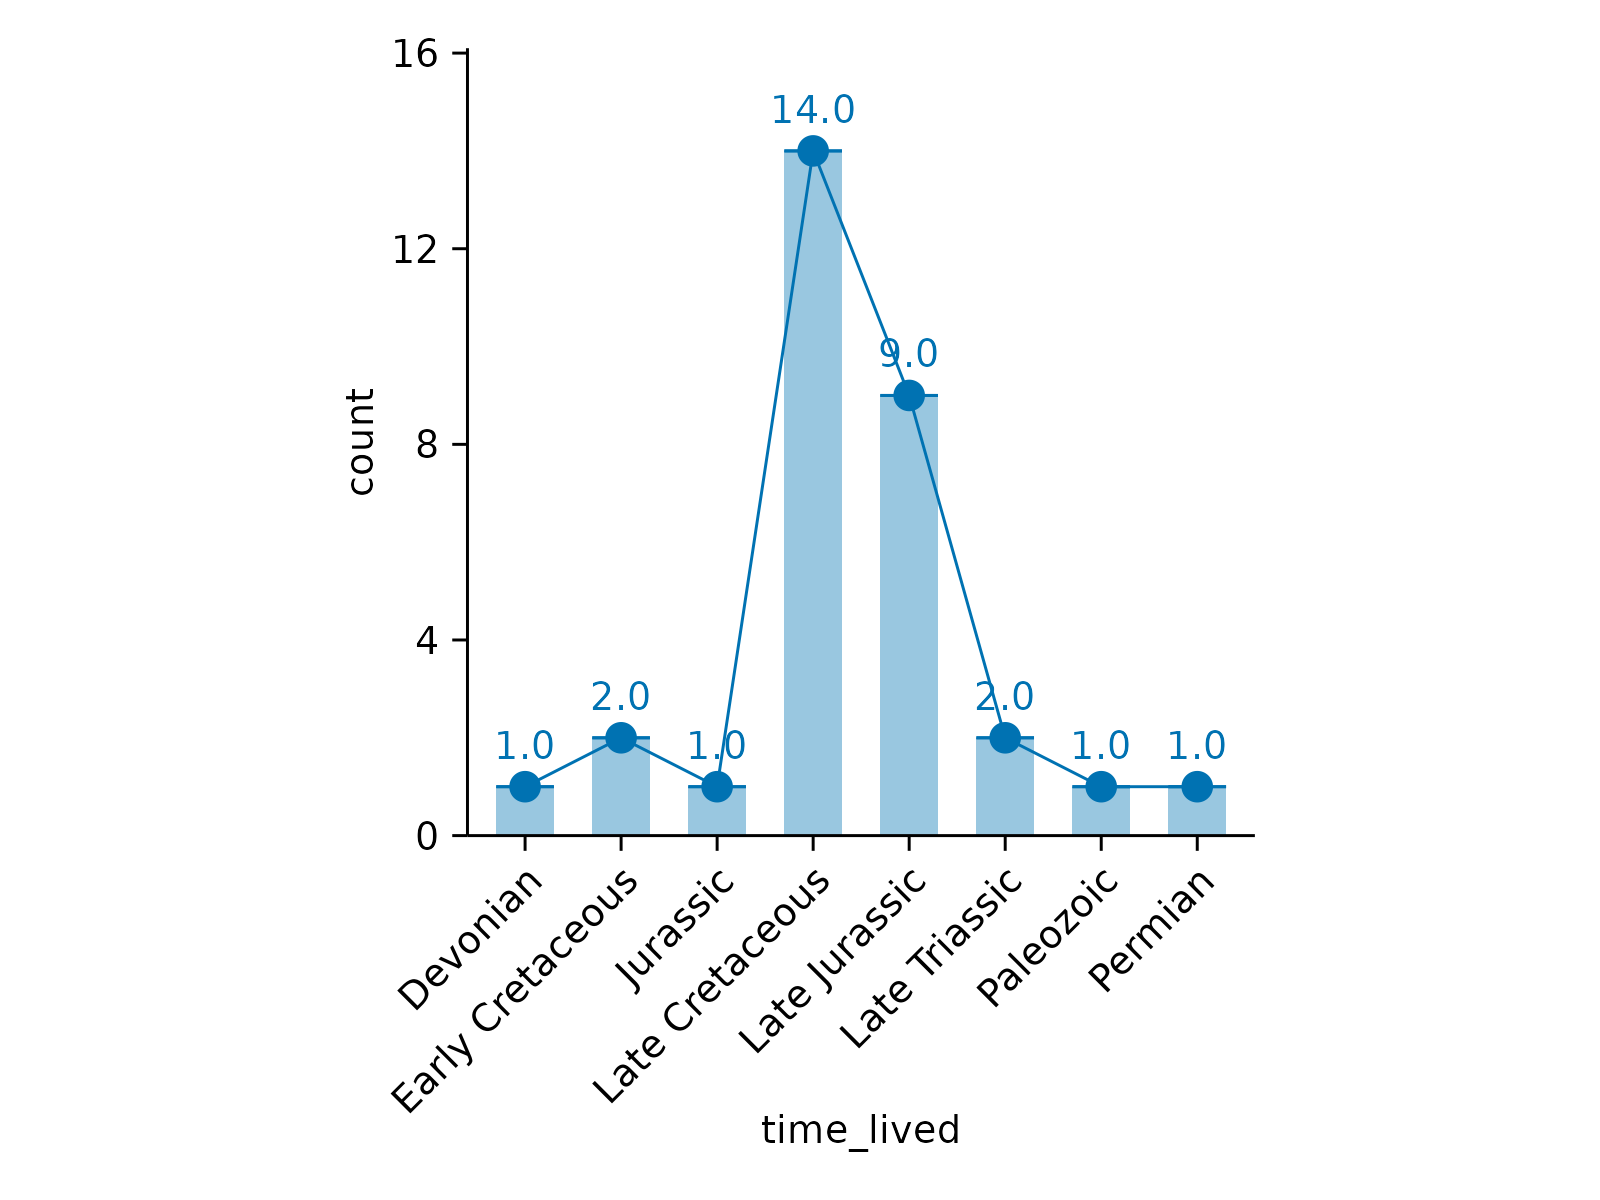 16
14.0
12
9.0
count
8
4
2.0
2.0
1.0
1.0
1.0
1.0
0
Devonian
Early Cretaceous
Jurassic
Late Cretaceous
Late Jurassic
Late Triassic
Paleozoic
Permian
time_lived